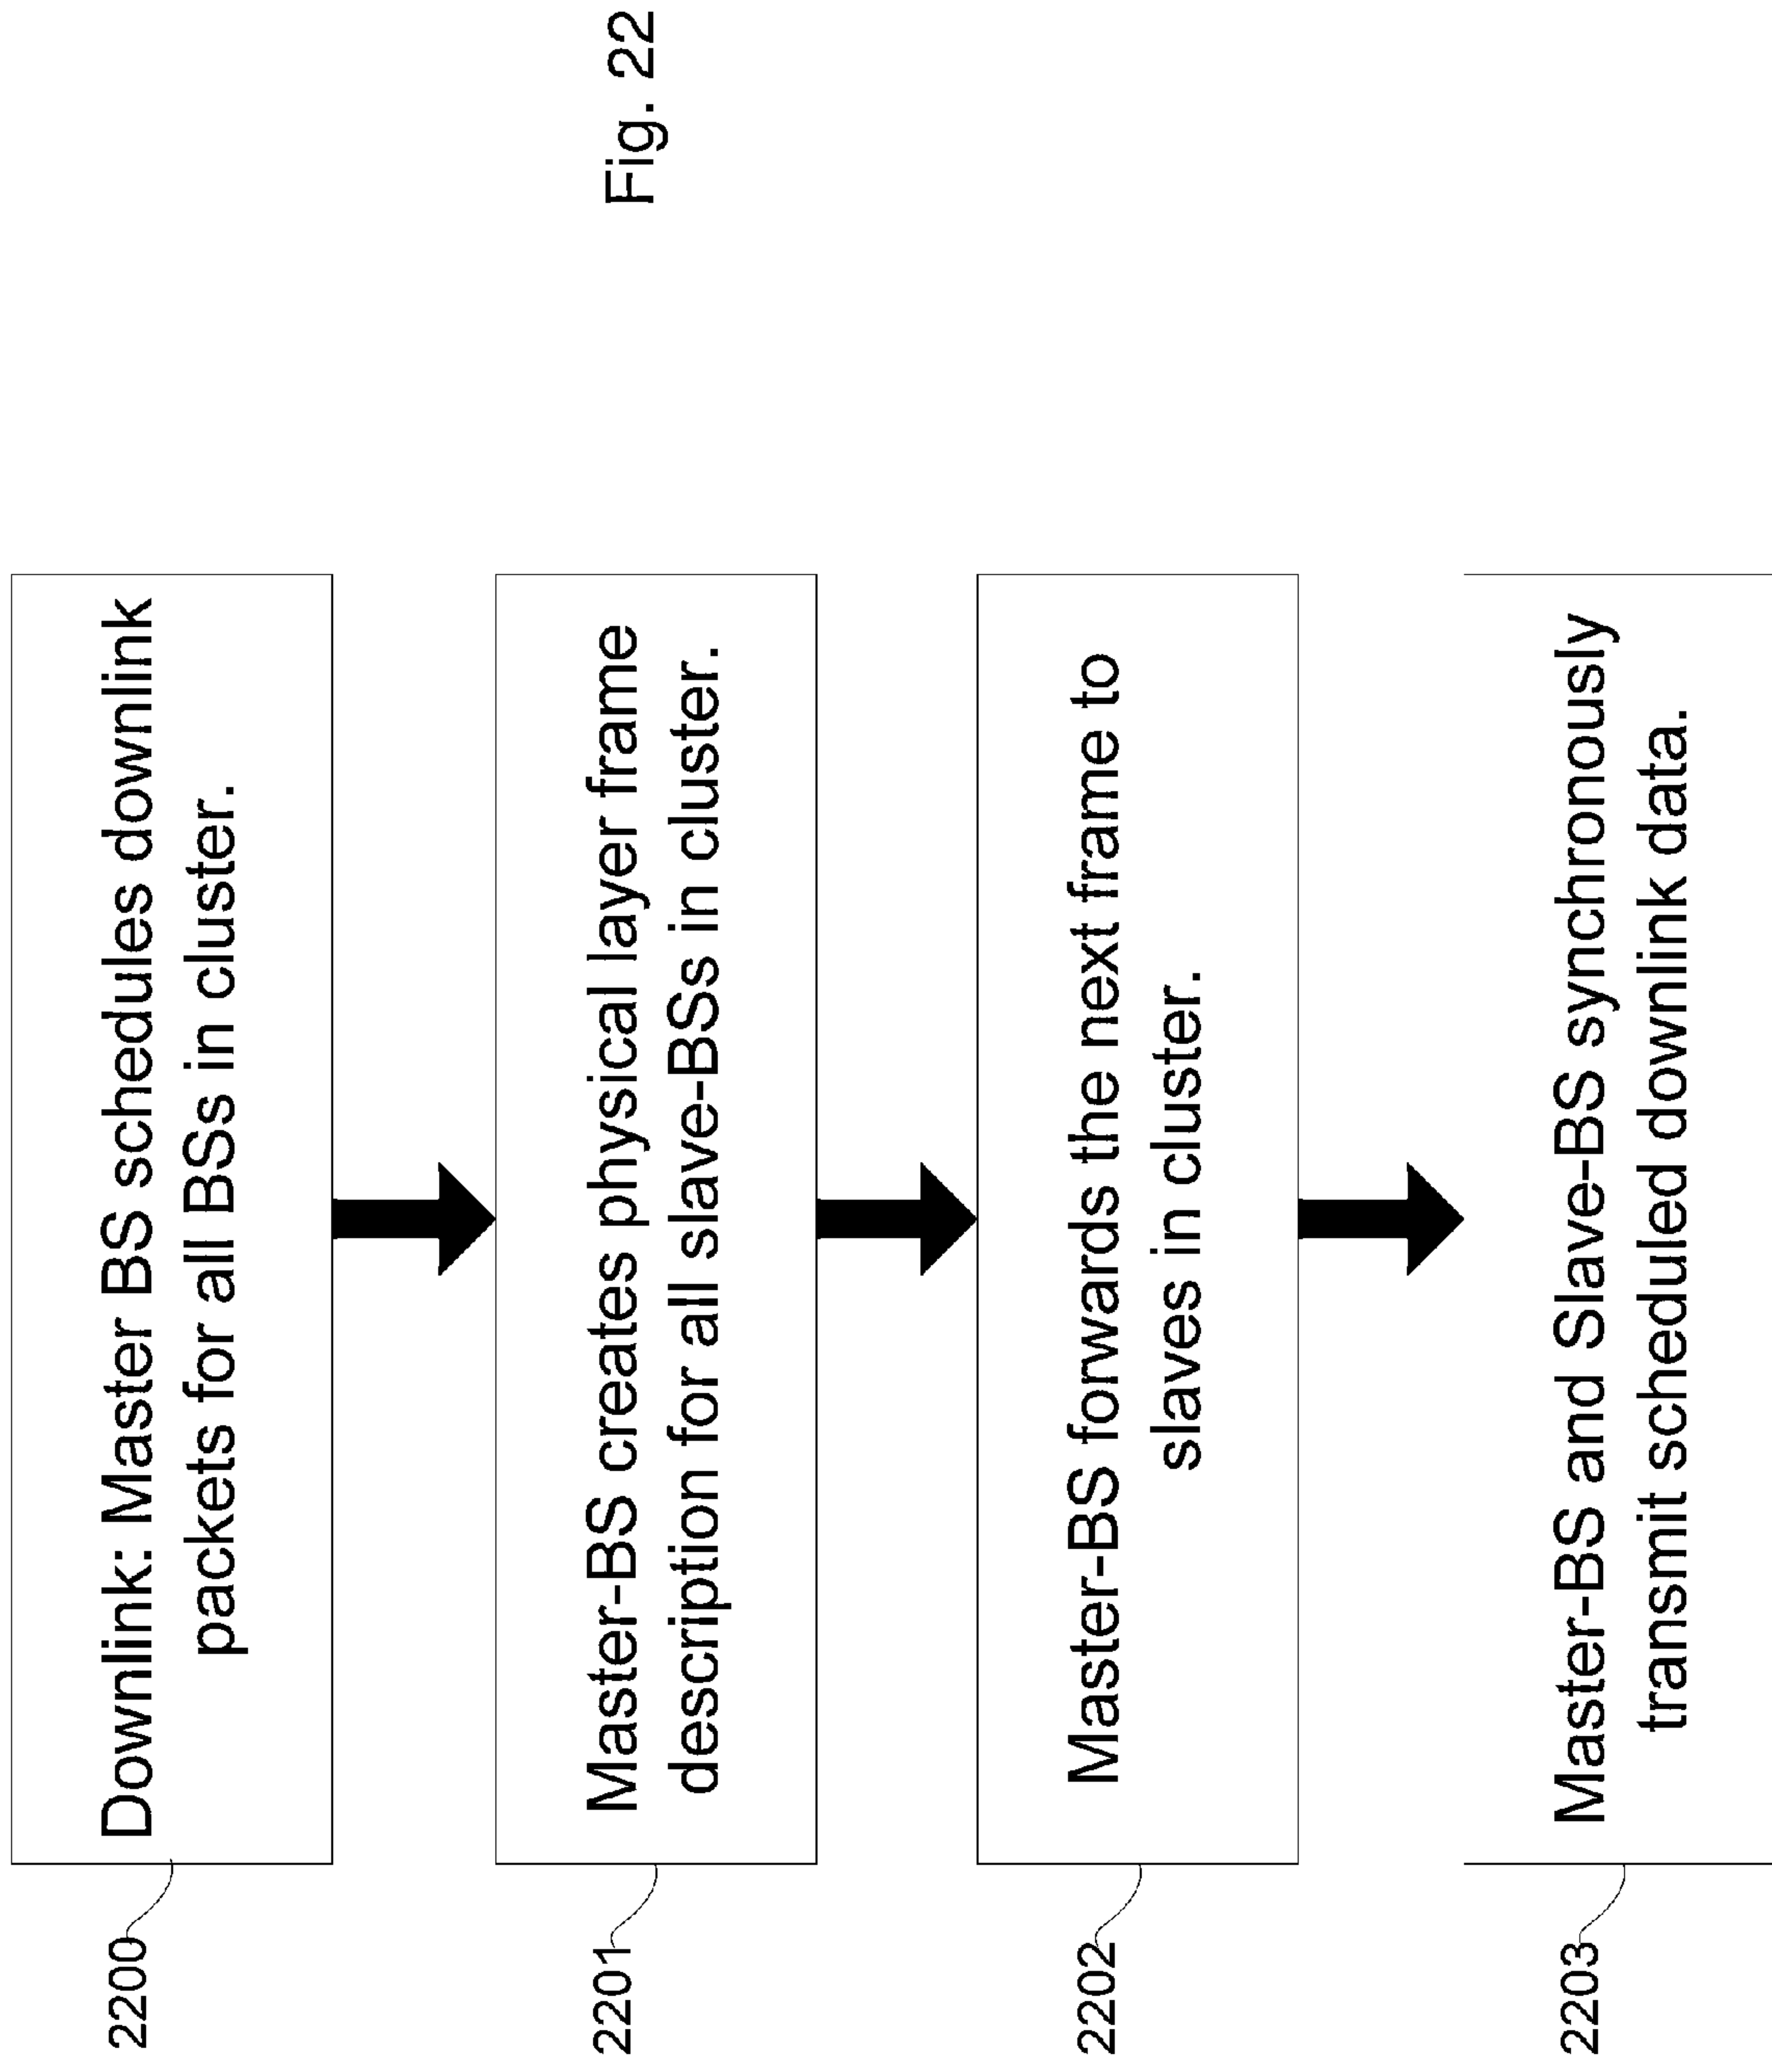 2200
Downlink: Master BS schedules downlink
packets for all BSs in cluster.
2201
Master-BS creates physical layer frame
description for all slave-BSs in cluster.
2202
Master-BS forwards the next frame to
slaves in cluster.
2203
Master-BS and Slave-BS synchronously
transmit scheduled downlink data.
Fig. 22